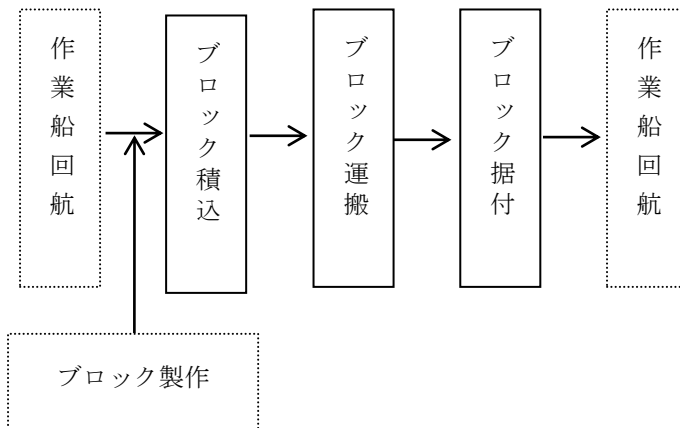 作業船回航
ブロック積込
ブロック運搬
ブロック据付
作業船回航
ブロック製作